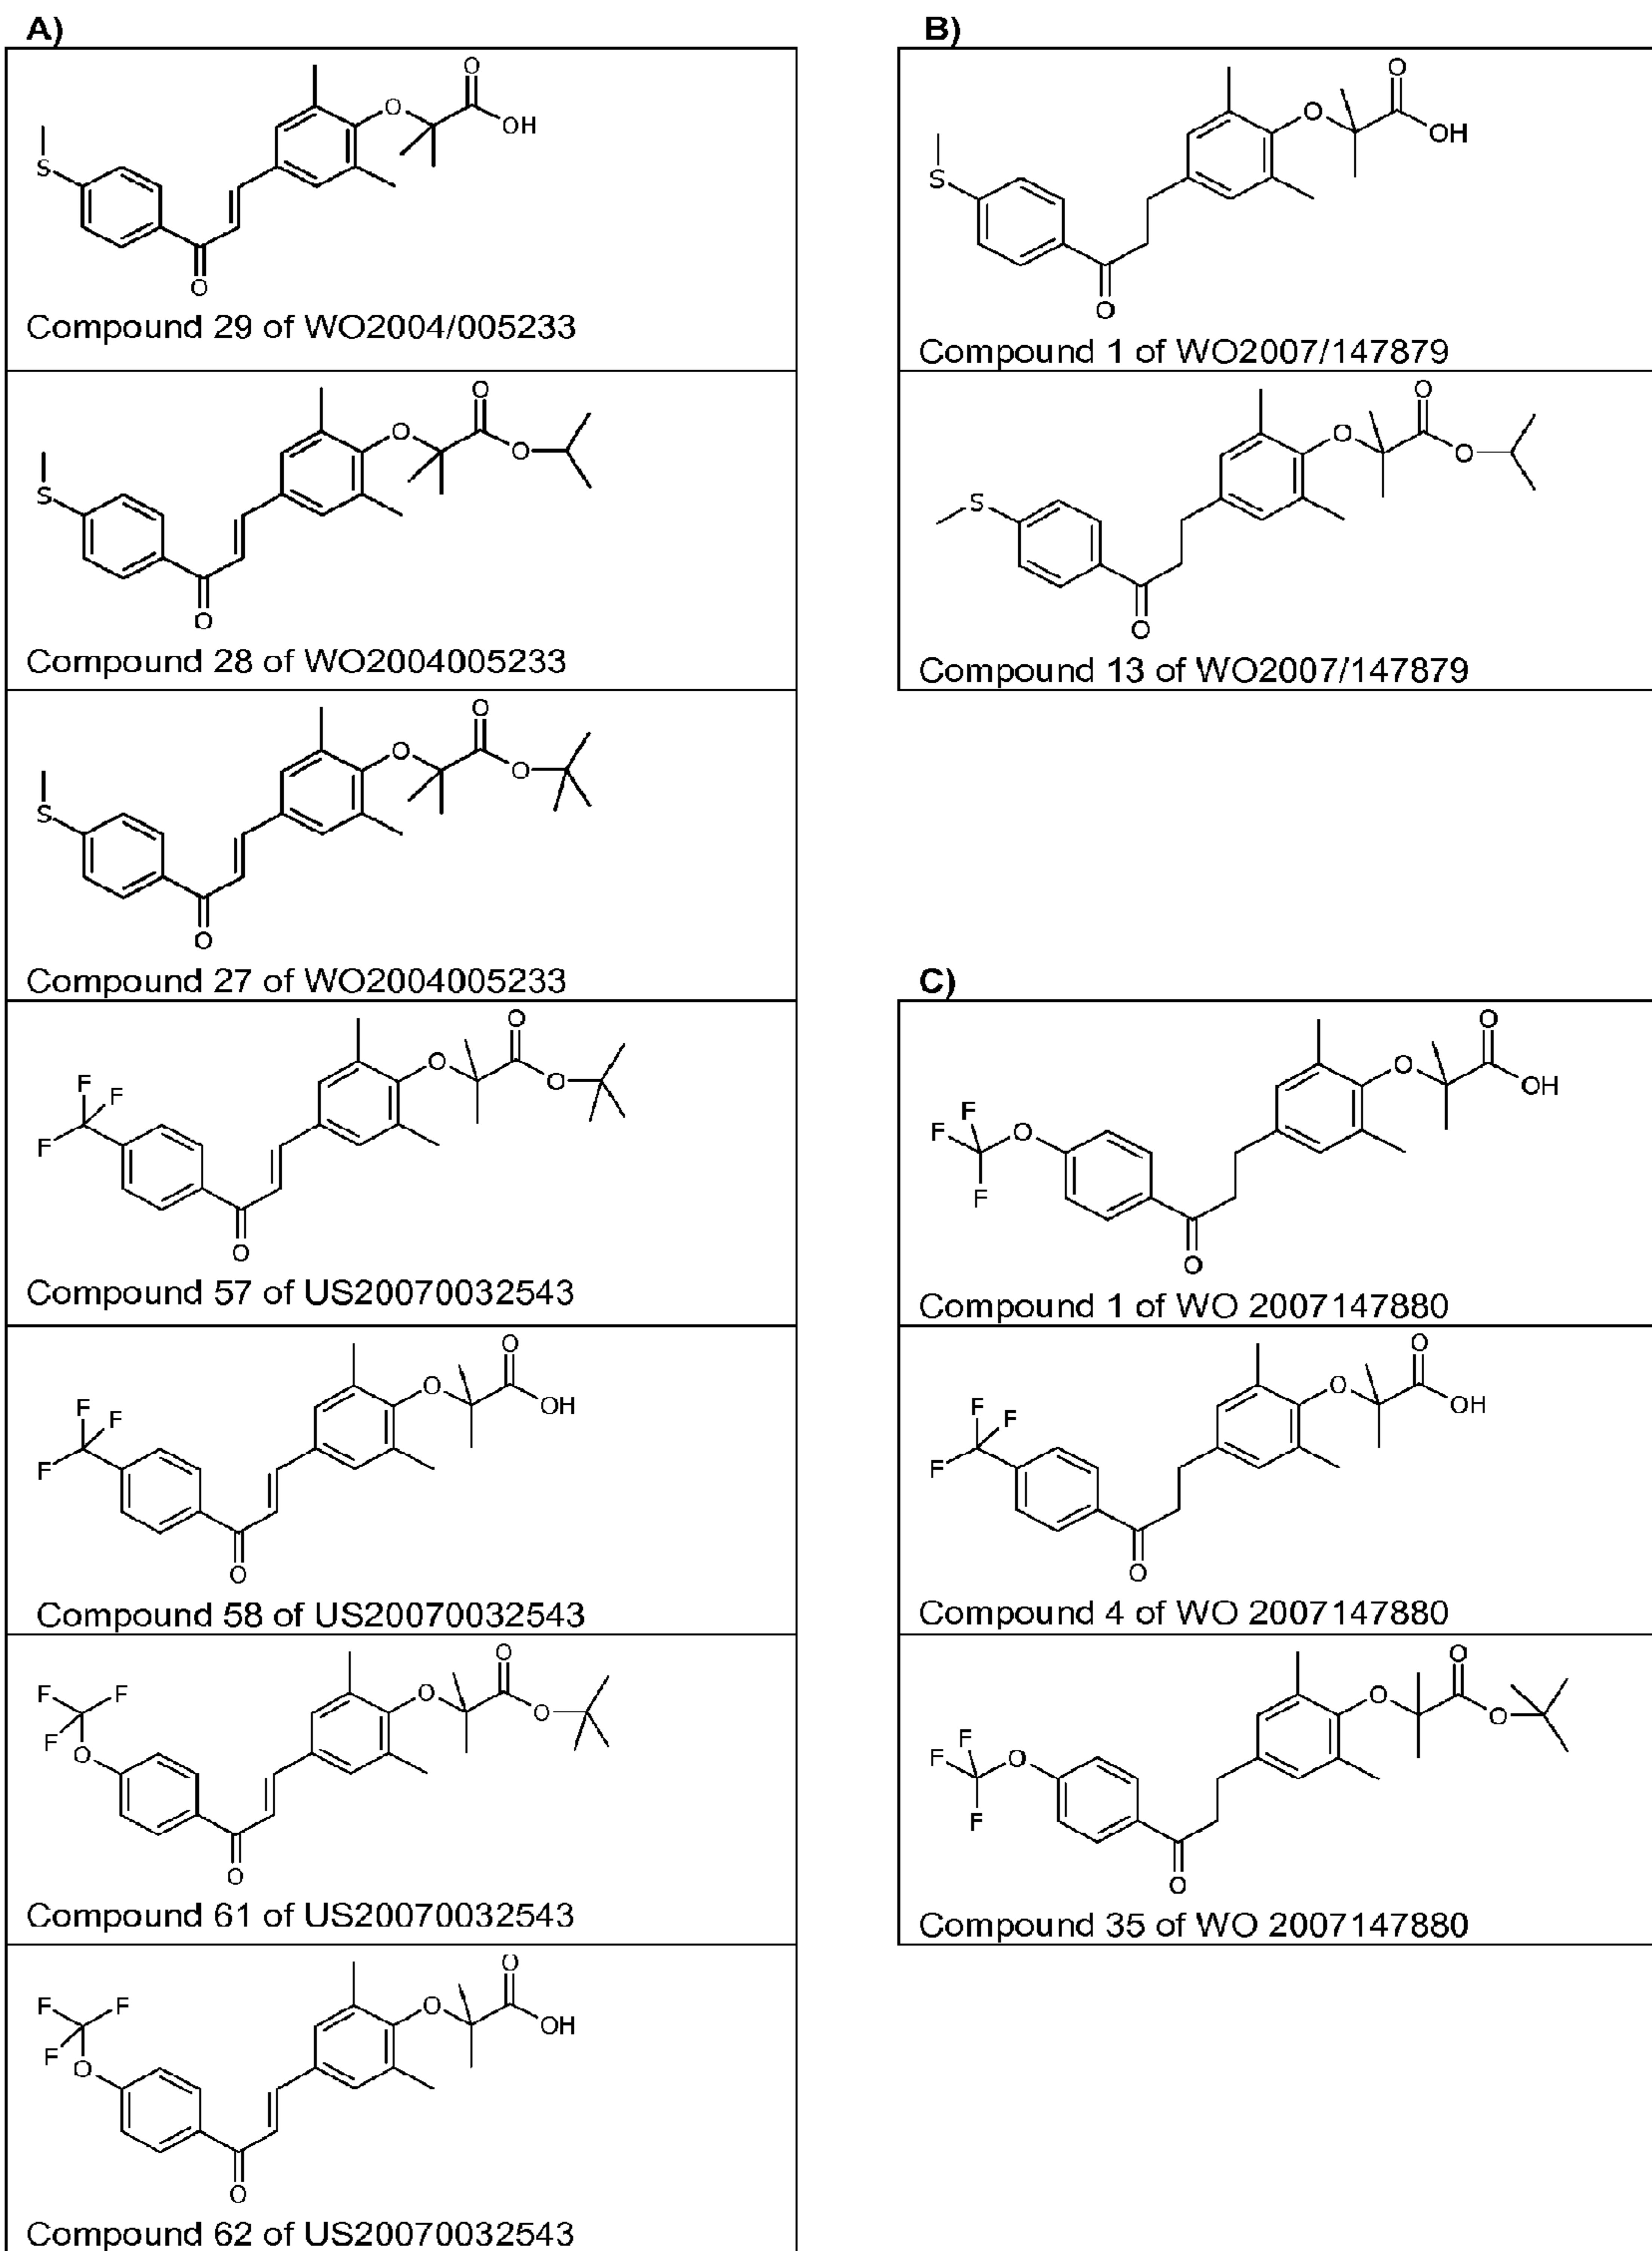 A)
O
O
OH
S
O
Compound 29 of WO2004/005233
O
O
O
S
O
Compound 28 of WO2004005233
O
O
O
S
O
Compound 27 of WO2004005233
O
O
O
F
F
F
O
Compound 57 of US20070032543
O
O
OH
F
F
F
O
Compound 58 of US20070032543
O
O
O
F
F
F
O
O
Compound 61 of US20070032543
O
O
OH
F
F
F
O
O
Compound 62 of US20070032543
B)
O
O
OH
S
O
Compound 1 of WO2007/147879
O
O
O
S
O
Compound 13 of WO2007/147879
C)
O
O
OH
F
F
O
F
O
Compound 1 of WO 2007147880
O
O
OH
F
F
F
O
Compound 4 of WO 2007147880
O
O
O
F
F
O
F
O
Compound 35 of WO 2007147880